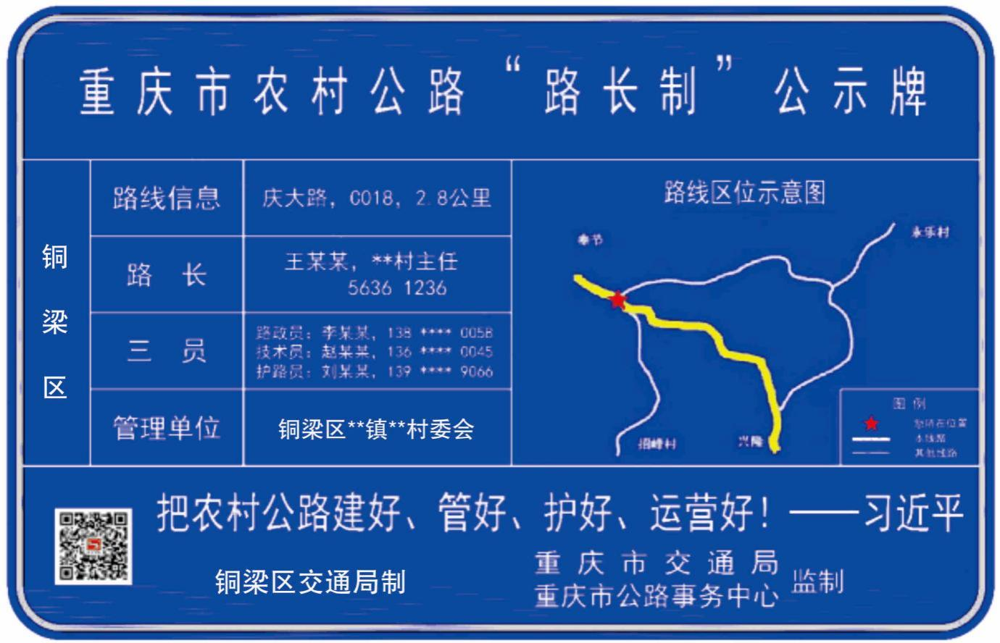 重庆市农村公路“路长制”公示牌
铜梁区
路线信息
庆大路，C018，2.8公里
路 长
王某某，**村主任
5636 1236
三 员
路政员：李某某，138 **** 0058
技术员：赵某某，136 **** 0045
护路员：刘某某，139 **** 9066
管理单位
铜梁区**镇**村委会
路线区位示意图
奉节
永乐村
招峰村
兴隆
图 例
您所在位置
本线路
其他线路
把农村公路建好、管好、护好、运营好！——习近平
铜梁区交通局制
重庆市交通局
重庆市公路事务中心
监制